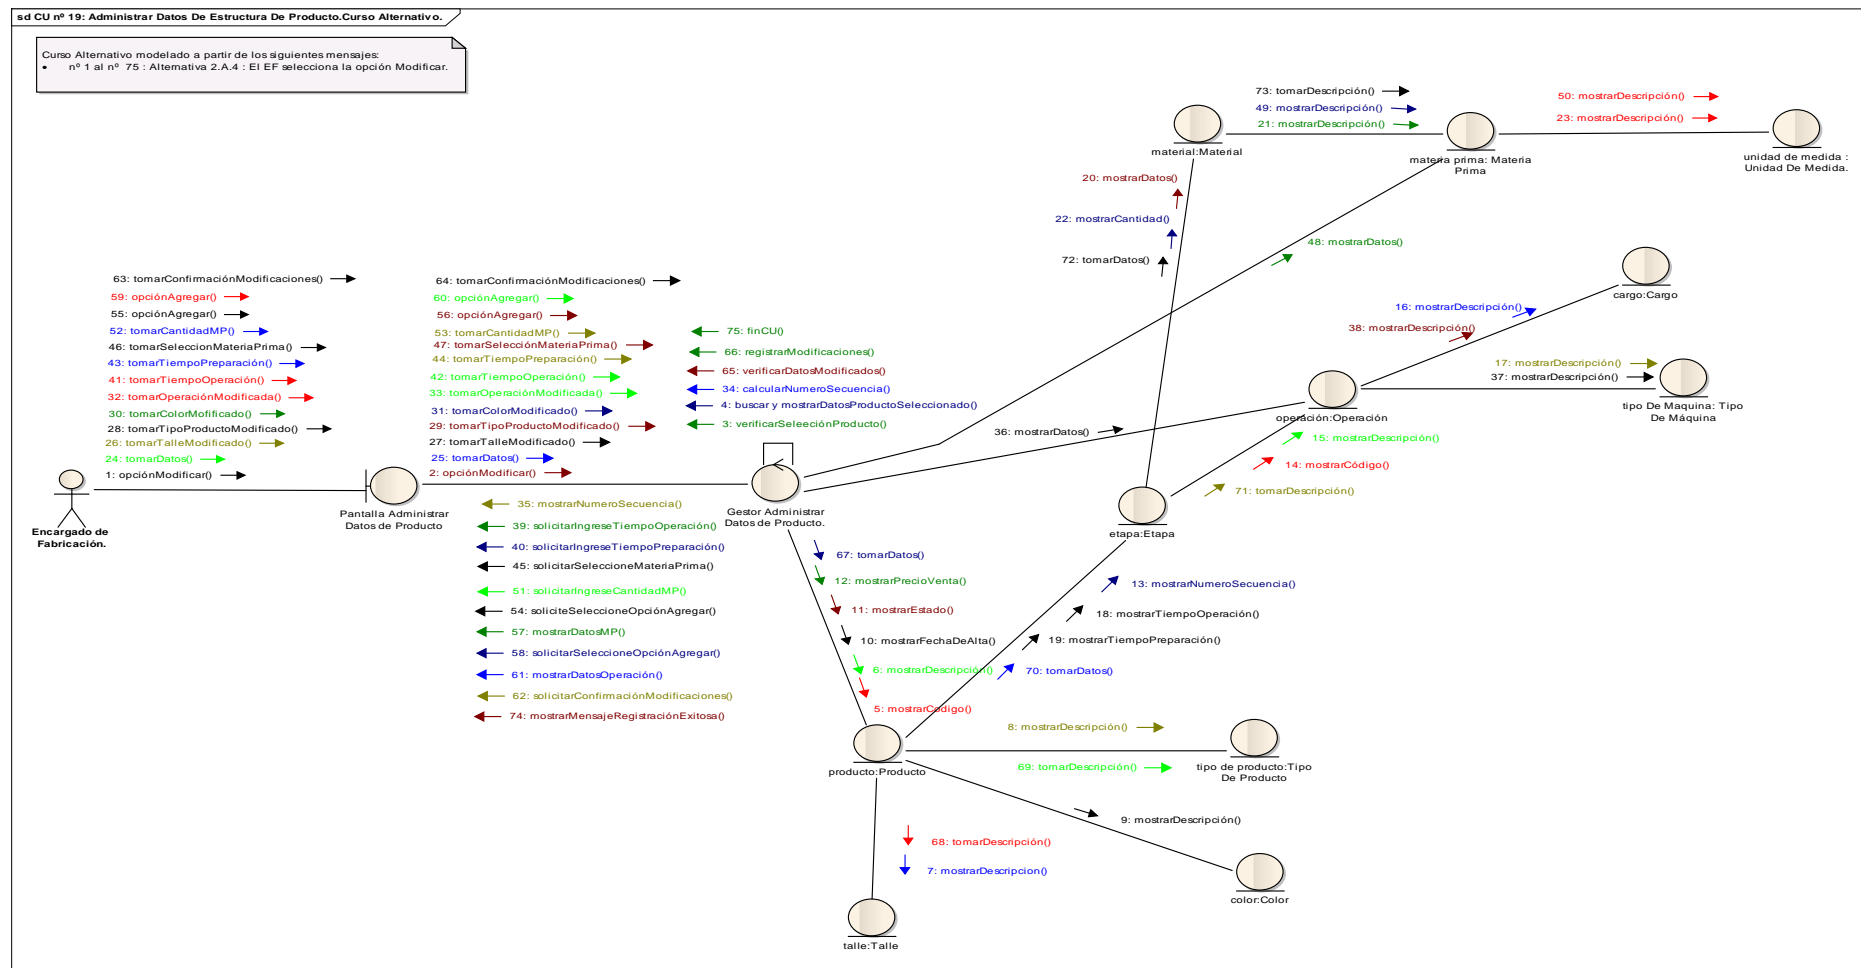 sd CU nº 19: Administrar Datos De Estructura De Producto.Curso Alternativo.
Curso Alternativo modelado a partir de los siguientes mensajes:
• nº 1 al nº 75 : Alternativa 2.A.4 : El EF selecciona la opción Modificar.
63: tomarConfirmaciónModificaciones()
59: opciónAgregar()
55: opciónAgregar()
52: tomarCantidadMP()
46: tomarSeleccionMateriaPrima()
43: tomarTiempoPreparación()
41: tomarTiempoOperación()
32: tomarOperaciónModificada()
30: tomarColorMofificado()
28: tomarTipoProductoModificado()
26: tomarTalleModificado()
24: tomarDatos()
1: opciónModificar()
Encargado de
Fabricación.
64: tomarConfirmaciónModificaciones()
60: opciónAgregar()
56: opciónAgregar()
53: tomarCantidadMP()
47: tomarSelecciónMateriaPrima()
44: tomarTiempoPreparación()
42: tomarTiempoOperación()
33: tomarOperaciónModificada()
31: tomarColorModificado()
29: tomarTipoProductoModificado()
27: tomarTalleModificado()
25: tomarDatos()
2: opciónModificar()
Pantalla Administrar
Datos de Producto
75: finCU()
66: registrarModificaciones()
65: verificarDatosModificados()
34: calcularNumeroSecuencia()
4: buscar y mostrarDatosProductoSeleccionado()
3: verificarSeleeciónProducto()
Gestor Administrar
Datos de Producto.
35: mostrarNumeroSecuencia()
39: solicitarIngreseTiempoOperación()
40: solicitarIngreseTiempoPreparación()
45: solicitarSeleccioneMateriaPrima()
51: solicitarIngreseCantidadMP()
54: soliciteSeleccioneOpciónAgregar()
57: mostrarDatosMP()
58: solicitarSeleccioneOpciónAgregar()
61: mostrarDatosOperación()
62: solicitarConfirmaciónModificaciones()
74: mostrarMensajeRegistraciónExitosa()
67: tomarDatos()
12: mostrarPrecioVenta()
11: mostrarEstado()
10: mostrarFechaDeAlta()
6: mostrarDescripción()
5: mostrarCodigo()
producto:Producto
73: tomarDescripción()
49: mostrarDescripción()
21: mostrarDescripción()
material:Material
50: mostrarDescripción()
23: mostrarDescripción()
materia prima: Materia
Prima
unidad de medida :
Unidad De Medida.
20: mostrarDatos()
22: mostrarCantidad()
72: tomarDatos()
48: mostrarDatos()
cargo:Cargo
16: mostrarDescripción()
38: mostrarDescripción()
17: mostrarDescripción()
37: mostrarDescripción()
tipo De Maquina: Tipo
De Máquina
operación:Operación
36: mostrarDatos()
15: mostrarDescripción()
14: mostrarCódigo()
71: tomarDescripción()
etapa:Etapa
13: mostrarNumeroSecuencia()
18: mostrarTiempoOperación()
19: mostrarTiempoPreparación()
70: tomarDatos()
8: mostrarDescripción()
69: tomarDescripción()
tipo de producto:Tipo
De Producto
9: mostrarDescripción()
color:Color
68: tomarDescripción()
7: mostrarDescripcion()
talle:Talle